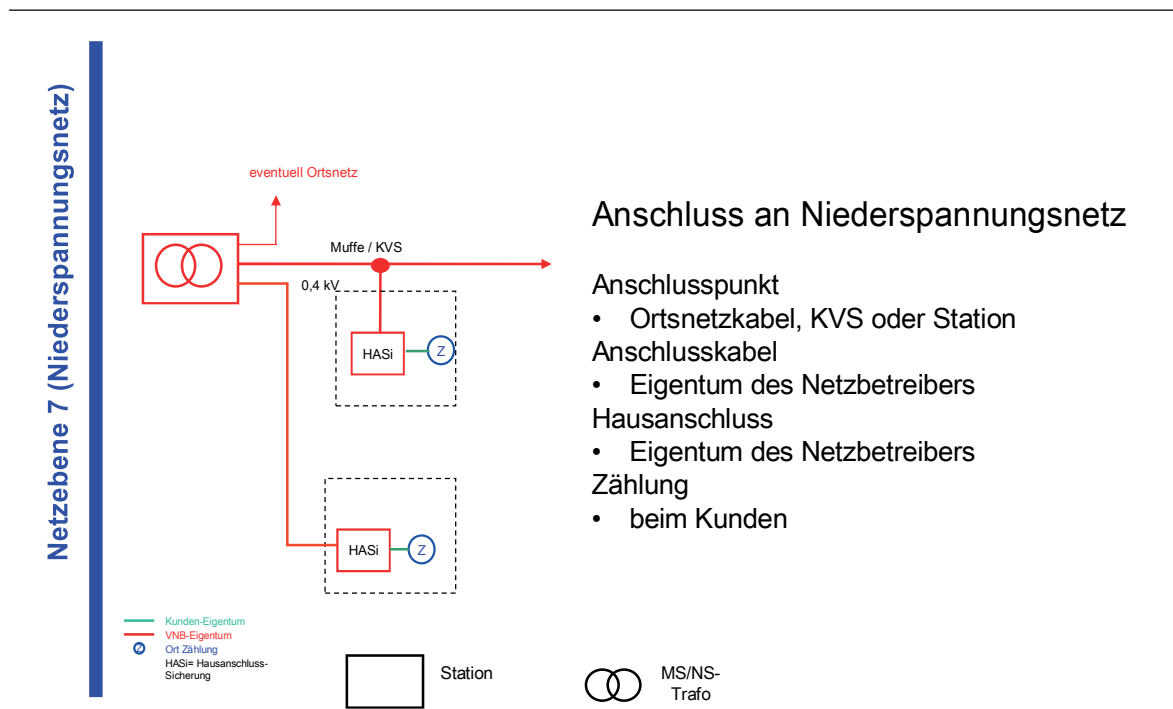 Netzebene 7 (Niederspannungsnetz)
eventuell Ortsnetz
Muffe / KVS
0,4 kV
HASi
Z
HASi
Z
Anschluss an Niederspannungsnetz
Anschlusspunkt
• Ortsnetzkabel, KVS oder Station
Anschlusskabel
• Eigentum des Netzbetreibers
Hausanschluss
• Eigentum des Netzbetreibers
Zählung
• beim Kunden
Kunden-Eigentum
VNB-Eigentum
Z Ort Zählung
HASi= Hausanschluss-
Sicherung
Station
MS/NS-
Trafo